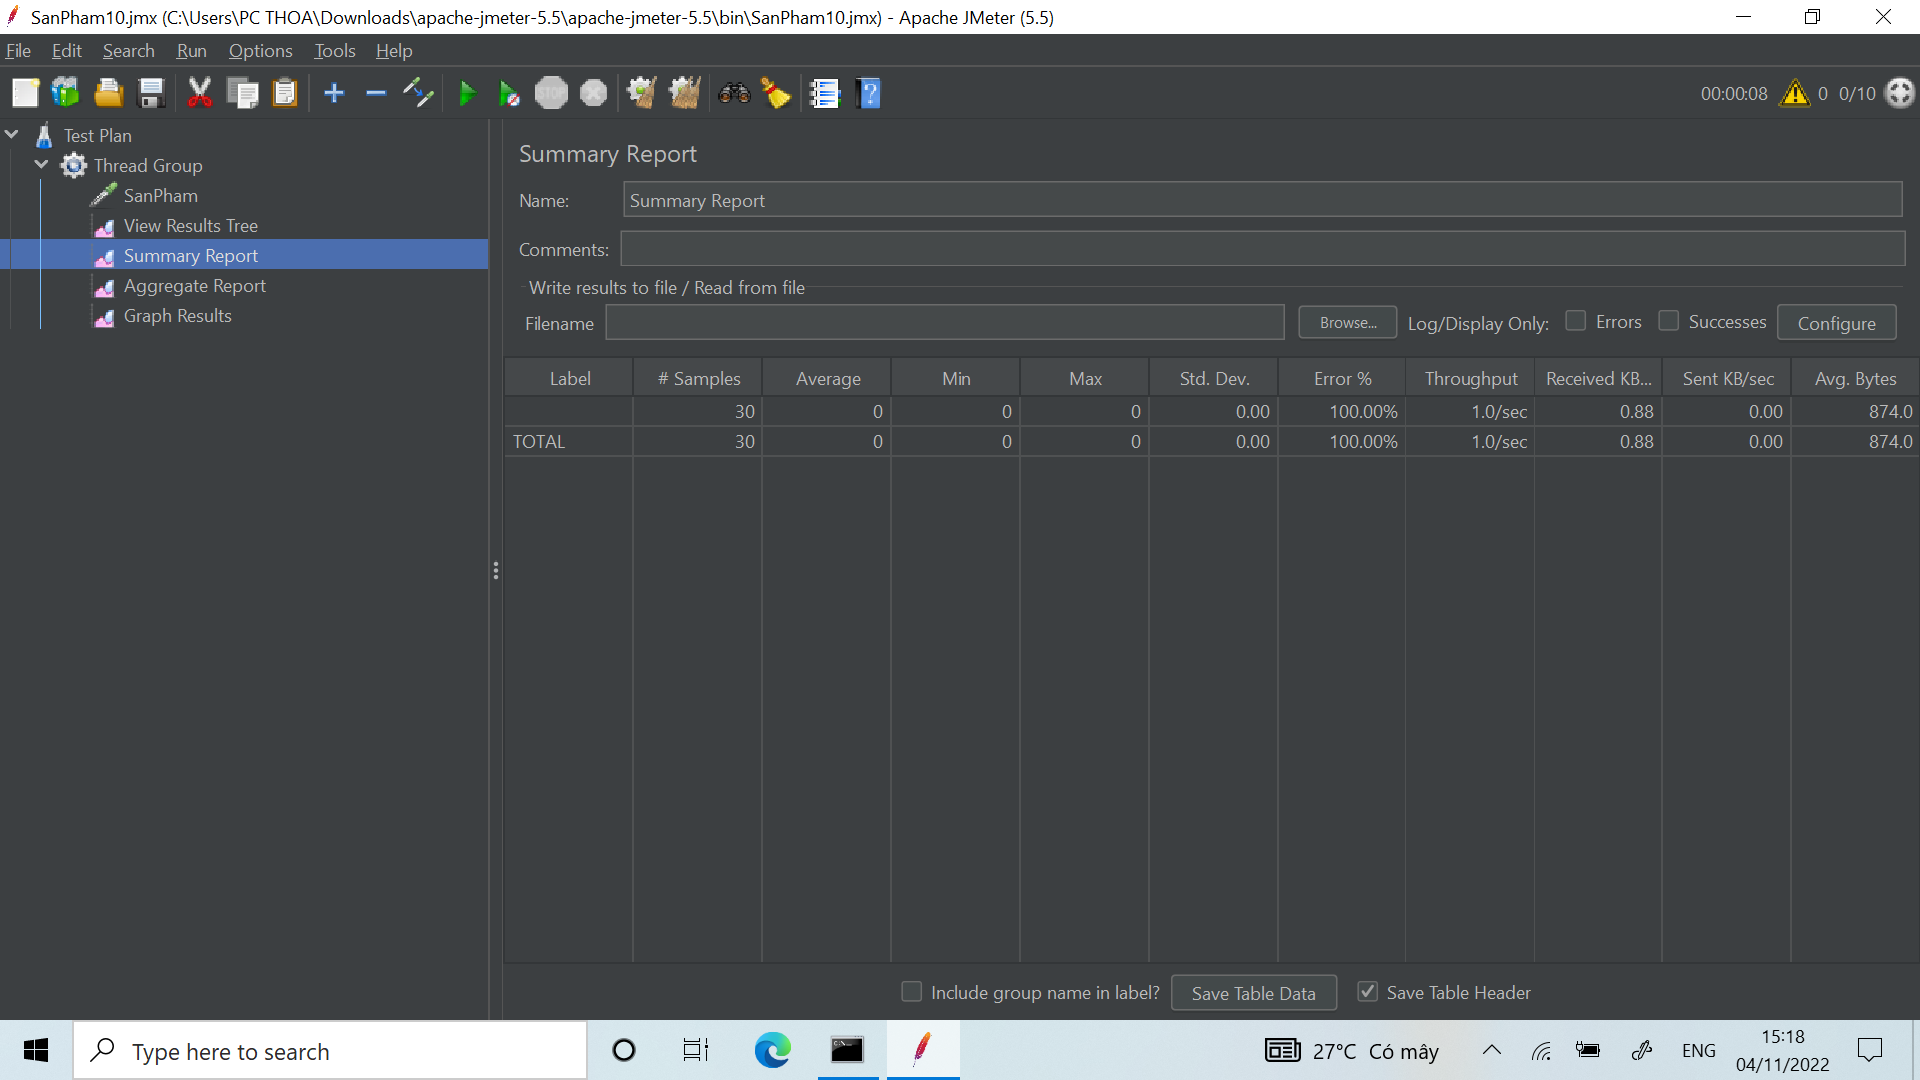 SanPham10.jmx (C:\Users\PC THOA\Downloads\apache-jmeter-5.5\apache-jmeter-5.5\bin\SanPham10.jmx) - Apache JMeter (5.5)
File Edit Search Run Options Tools Help
STOP 00:00:08 0 0/10
Test Plan
Thread Group
SanPham
View Results Tree
Summary Report
Aggregate Report
Graph Results
Summary Report
Name: Summary Report
Comments:
Write results to file / Read from file
Filename Browse... Log/Display Only: Errors Successes Configure
Label # Samples Average Min Max Std. Dev. Error % Throughput Received KB... Sent KB/sec Avg. Bytes
30 0 0 0 0.00 100.00% 1.0/sec 0.88 0.00 874.0
TOTAL 30 0 0 0 0.00 100.00% 1.0/sec 0.88 0.00 874.0
Include group name in label? Save Table Data Save Table Header
Type here to search 27°C Có mây ENG 15:18
04/11/2022